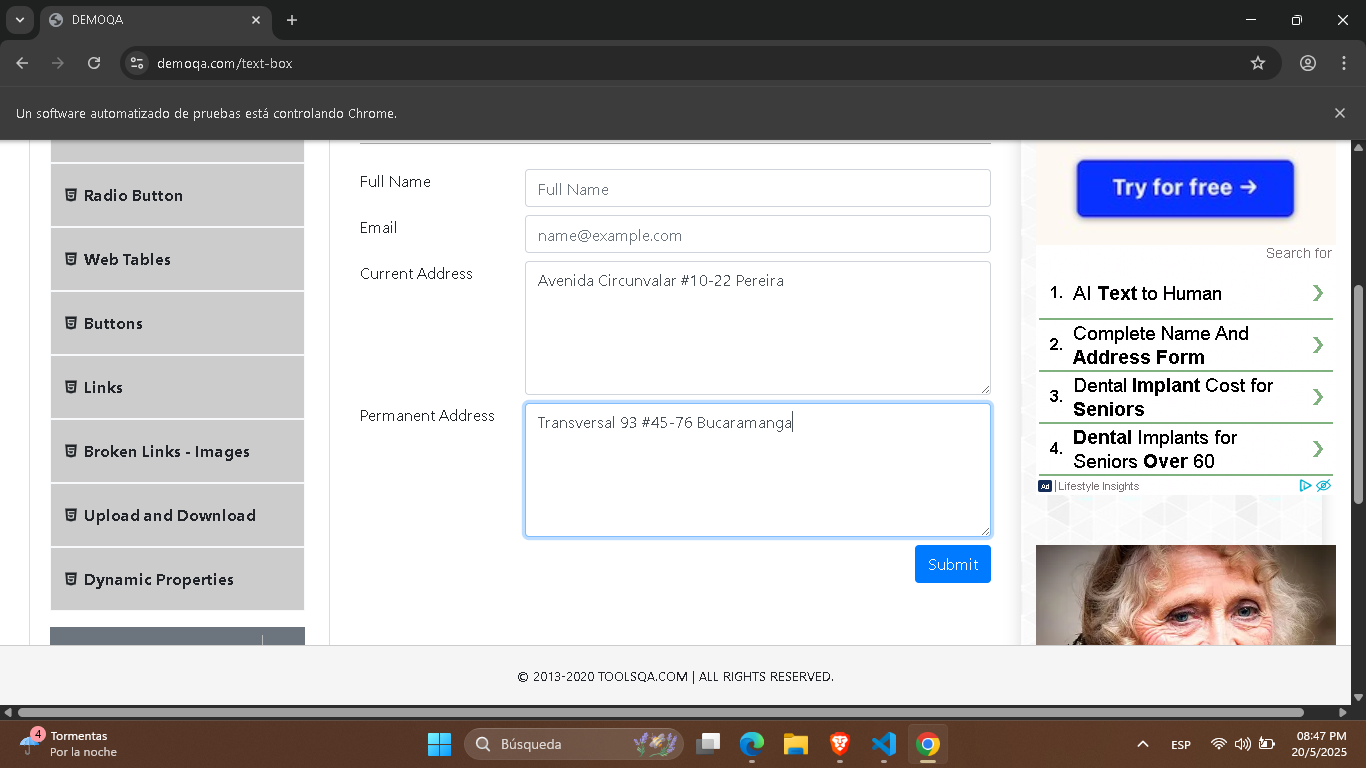 DEMOQA
demoqa.com/text-box
Un software automatizado de pruebas está controlando Chrome.
Radio Button
Web Tables
Buttons
Links
Broken Links - Images
Upload and Download
Dynamic Properties
Full Name
Full Name
Email
name@example.com
Current Address
Avenida Circunvalar #10-22 Pereira
Permanent Address
Transversal 93 #45-76 Bucaramanga
Submit
Try for free →
Search for
1. AI Text to Human
2. Complete Name And
Address Form
3. Dental Implant Cost for
Seniors
4. Dental Implants for
Seniors Over 60
Ad | Lifestyle Insights
© 2013-2020 TOOLSQA.COM | ALL RIGHTS RESERVED.
4
Tormentas
Por la noche
Búsqueda
ESP
08:47 PM
20/5/2025